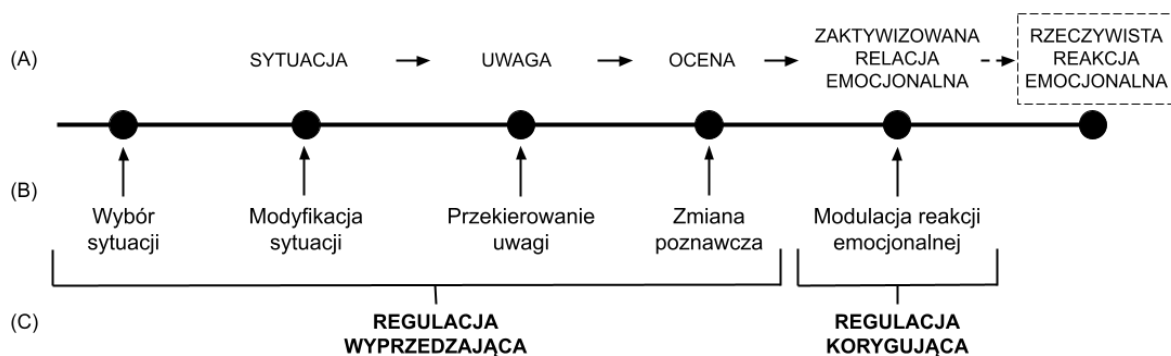 (A)
SYTUACJA
UWAGA
OCENA
ZAKTYWIZOWANA
RELACJA
EMOCJONALNA
RZECZYWISTA
REAKCJA
EMOCJONALNA
(B)
Wybór
sytuacji
Modyfikacja
sytuacji
Przekierowanie
uwagi
Zmiana
poznawcza
Modulacja reakcji
emocjonalnej
(C)
REGULACJA
WYPRZEDZAJĄCA
REGULACJA
KORYGUJĄCA